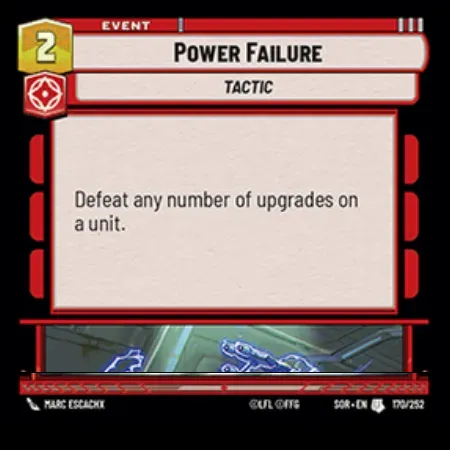 EVENT
2
POWER FAILURE
TACTIC
Defeat any number of upgrades on
a unit.
MARC ESCACHX
©LFL ©FFG
SOR • EN
170/252